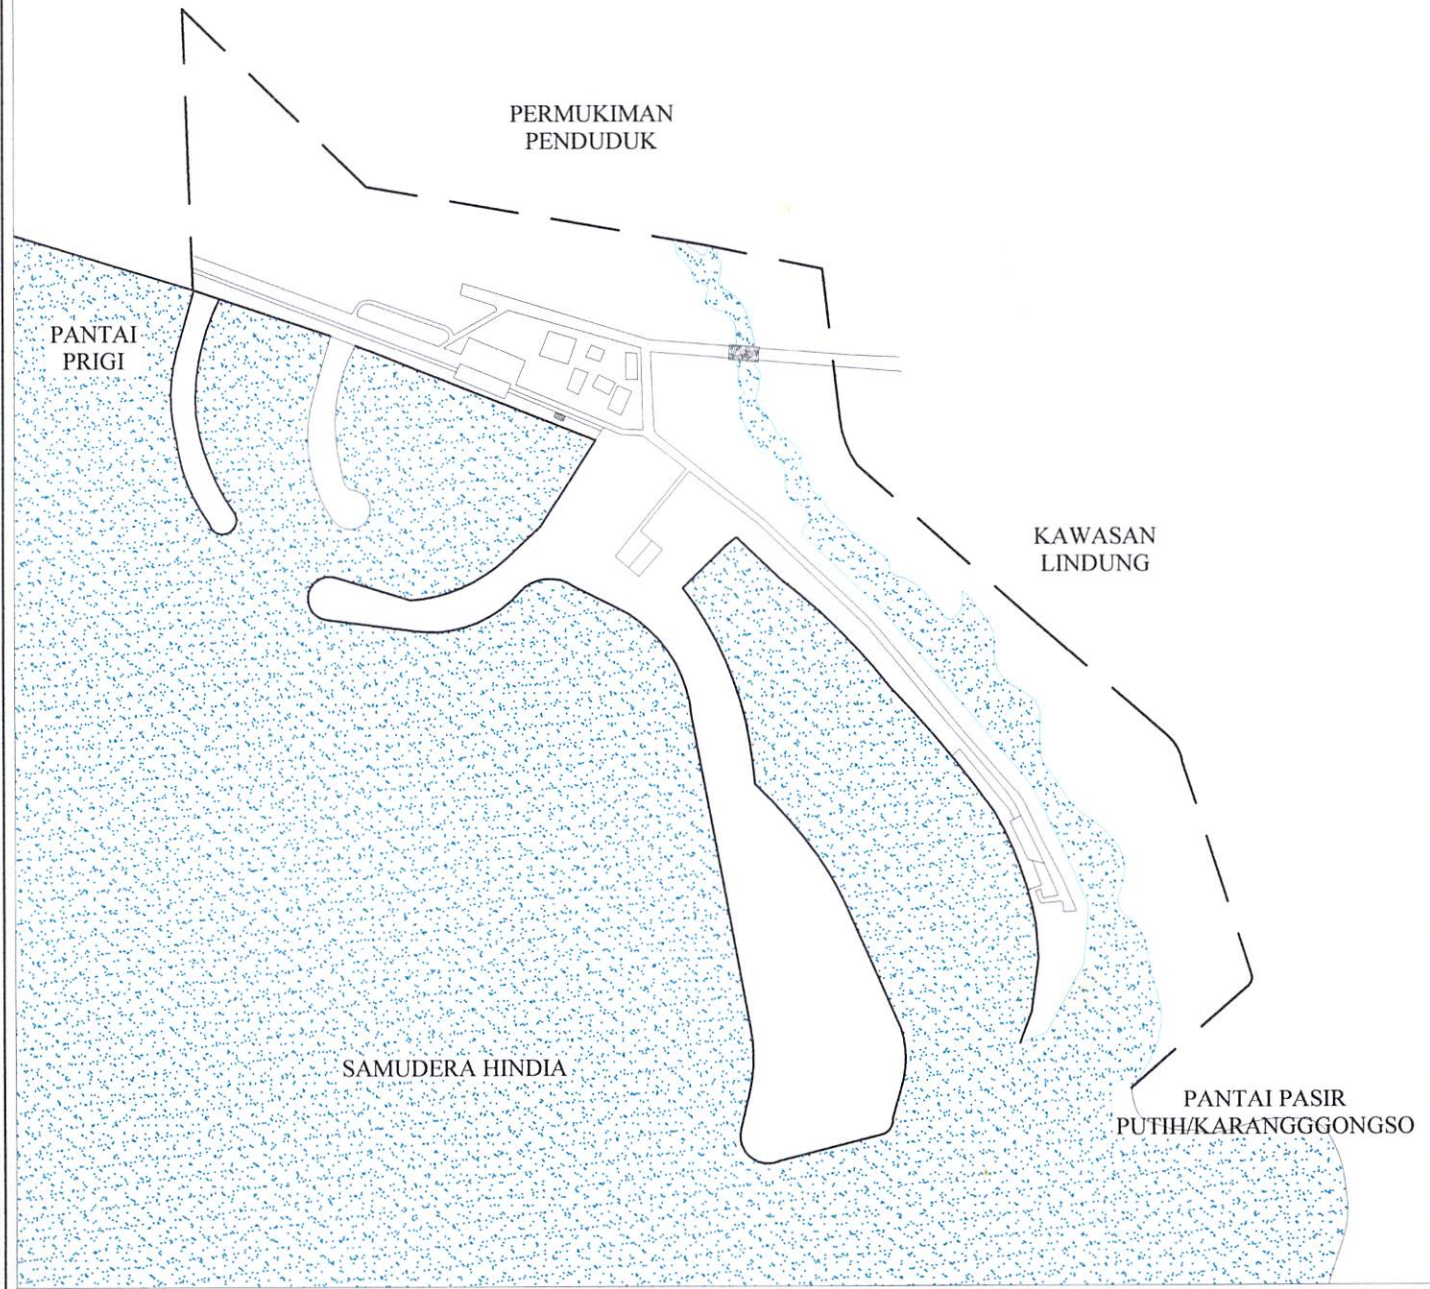 PERMUKIMAN
PENDUDUK
PANTAI
PRIGI
KAWASAN
LINDUNG
SAMUDERA HINDIA
PANTAI PASIR
PUTIH/KARANGGGONGSO